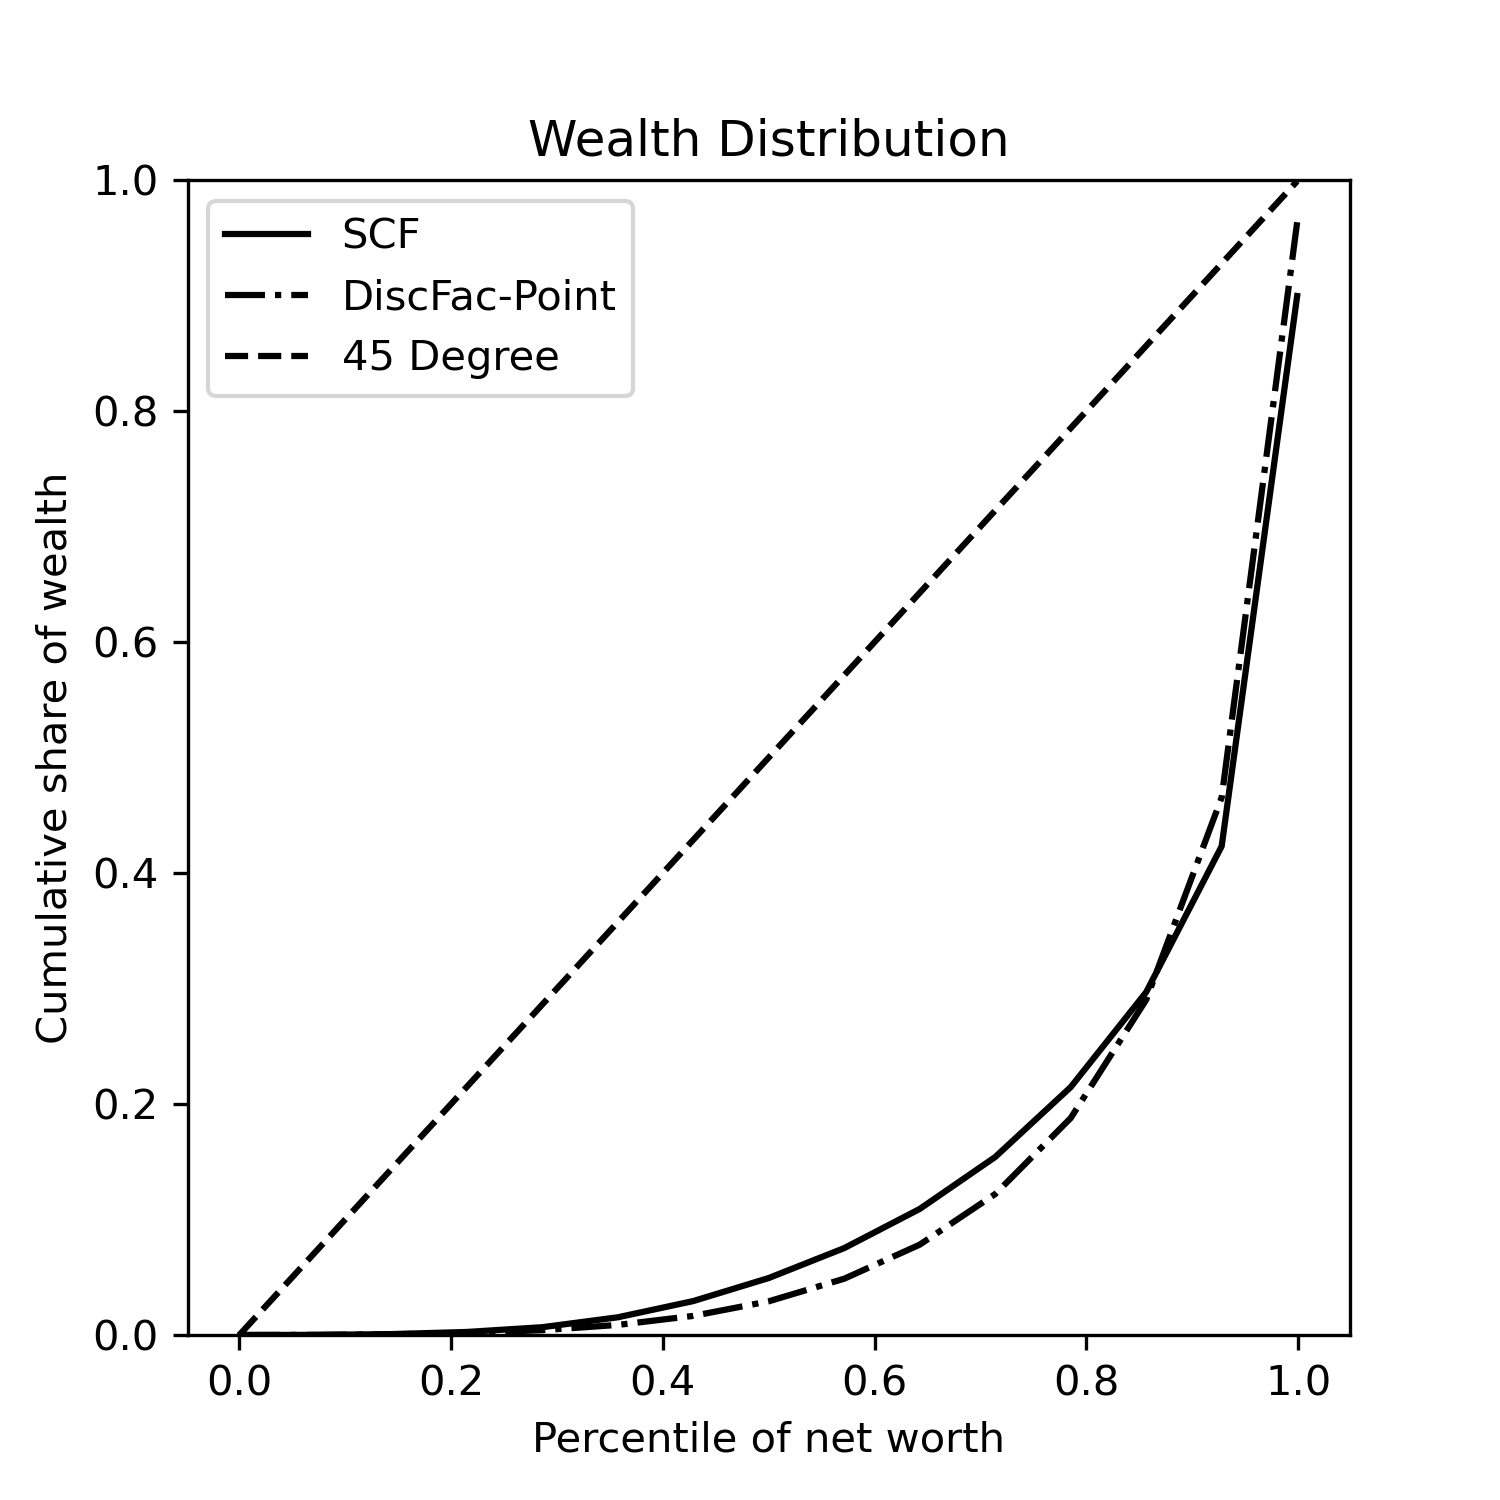 Wealth Distribution
1.0
0.8
0.6
0.4
0.2
0.0
Cumulative share of wealth
SCF
DiscFac-Point
45 Degree
0.0 0.2 0.4 0.6 0.8 1.0
Percentile of net worth